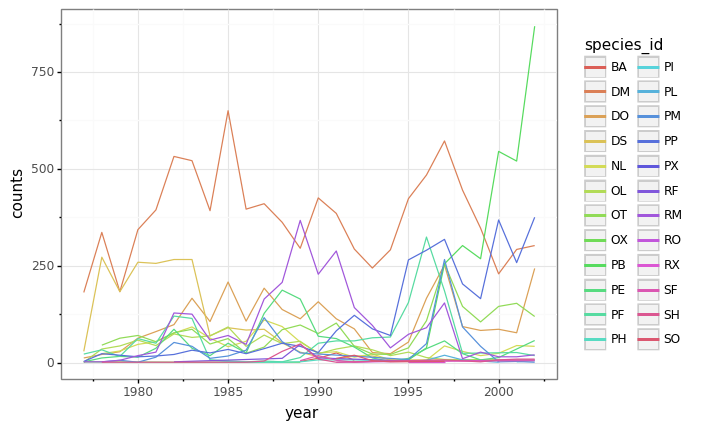 species_id
BA PI
DM PL
DO PM
DS PP
NL PX
OL RF
OT RM
OX RO
PB RX
PE SF
PF SH
PH SO
counts
750
500
250
0
1980 1985 1990 1995 2000
year